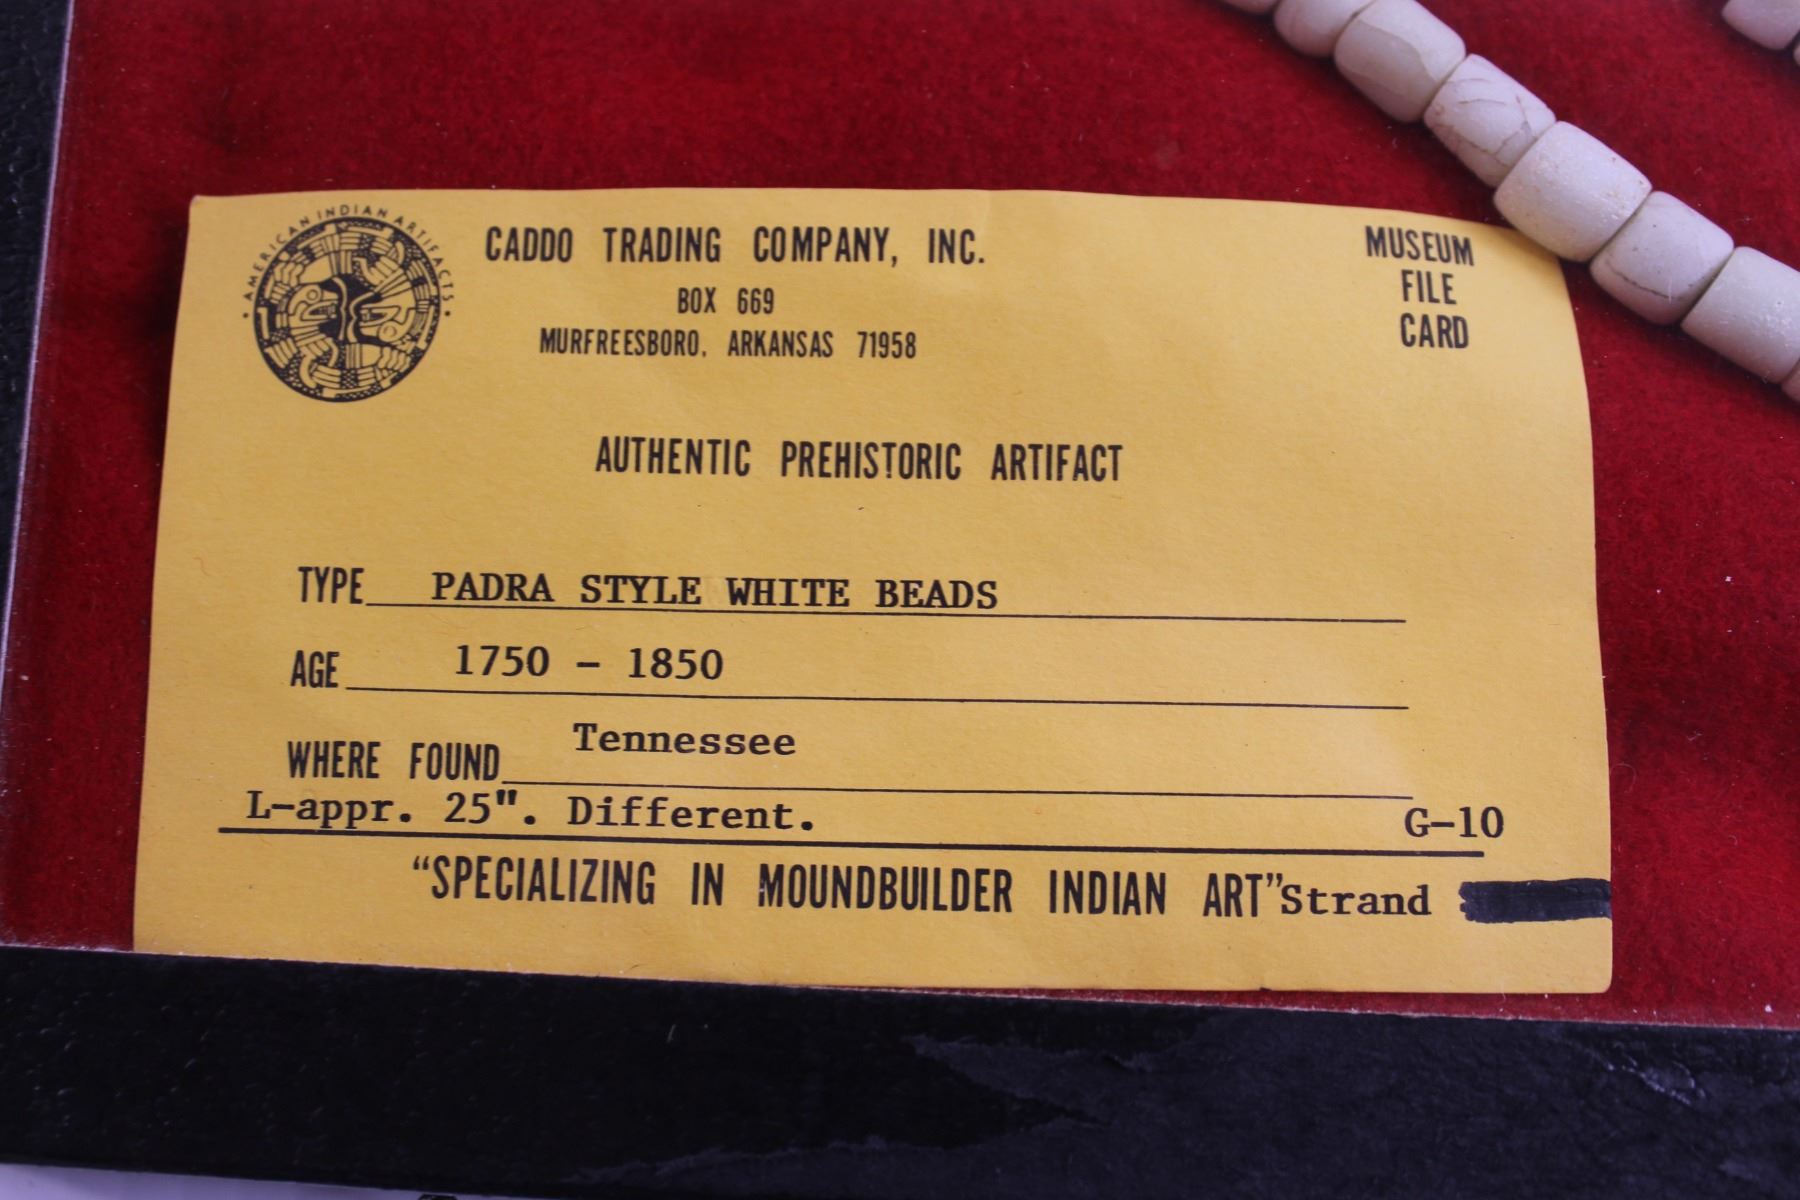 • AMERICAN INDIAN ARTIFACTS •
CADDO TRADING COMPANY, INC.
BOX 669
MURFREESBORO, ARKANSAS 71958
MUSEUM
FILE
CARD
AUTHENTIC PREHISTORIC ARTIFACT
TYPE PADRA STYLE WHITE BEADS
AGE 1750 - 1850
WHERE FOUND Tennessee
L-appr. 25". Different. G-10
“SPECIALIZING IN MOUNDBUILDER INDIAN ART” Strand